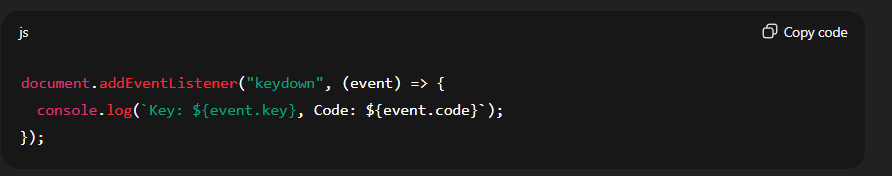 js
Copy code
document.addEventListener("keydown", (event) => {
  console.log(`Key: ${event.key}, Code: ${event.code}`);
});